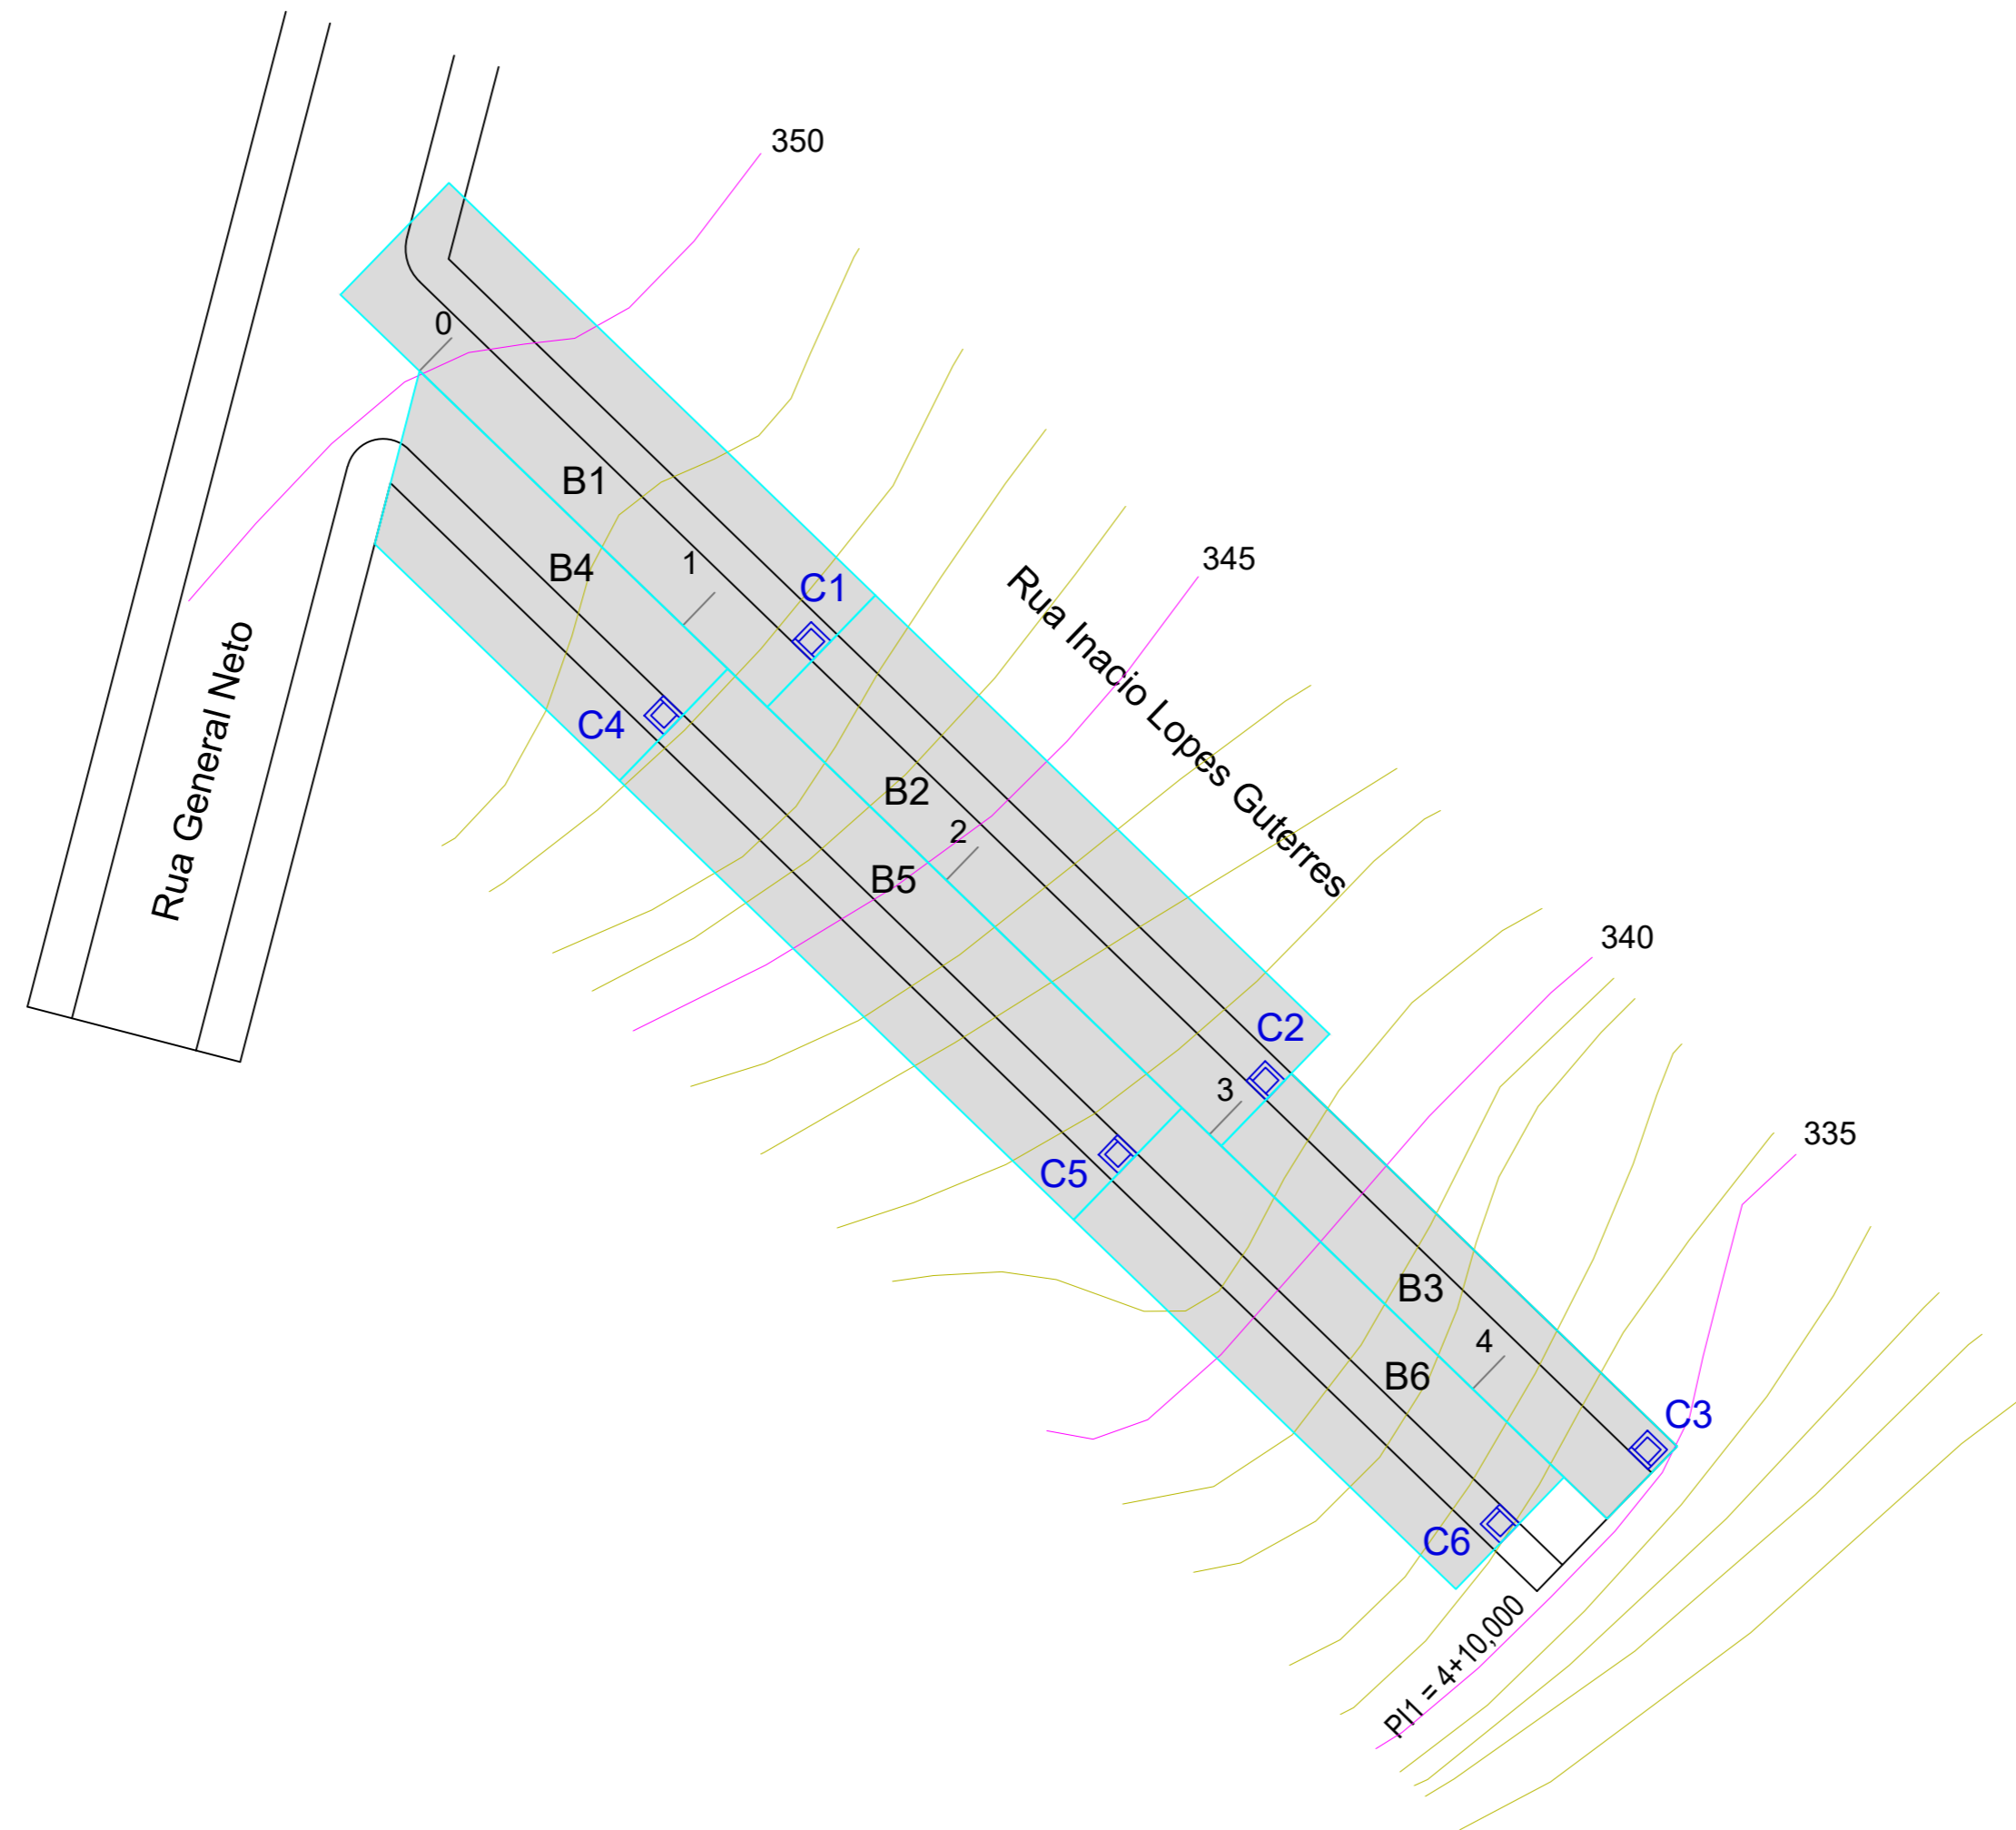 350
0
B1
B4
1
C1
345
Rua Inacio Lopes Guterres
Rua General Neto
C4
B2
2
B5
340
C2
3
335
C5
B3
4
B6
C3
C6
PI1 = 4+10,000